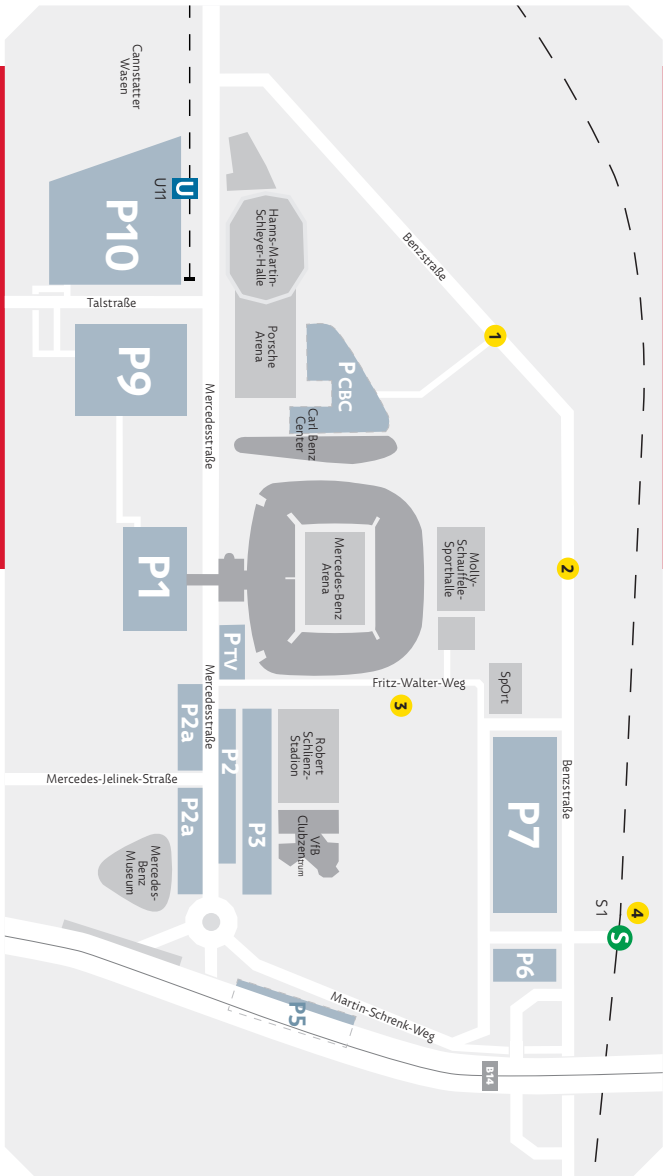 Cannstatter
Wasen
U
U11
P10
Hanns-Martin-
Schleyer-Halle
Benzstraße
Talstraße
1
P9
Porsche
Arena
P CBC
Mercedesstraße
Carl Benz
Center
P1
Mercedes-Benz
Arena
Molly-
Schauffele-
Sporthalle
2
P TV
Mercedesstraße
Fritz-Walter-Weg
SpOrt
3
P2a
P2
P3
Robert
Schlienz-
Stadion
Mercedes-Jelinek-Straße
P2a
VfB
Clubzentrum
P7
Benzstraße
Mercedes-
Benz
Museum
S1
4
S
P6
P5
Martin-Schrenk-Weg
B14